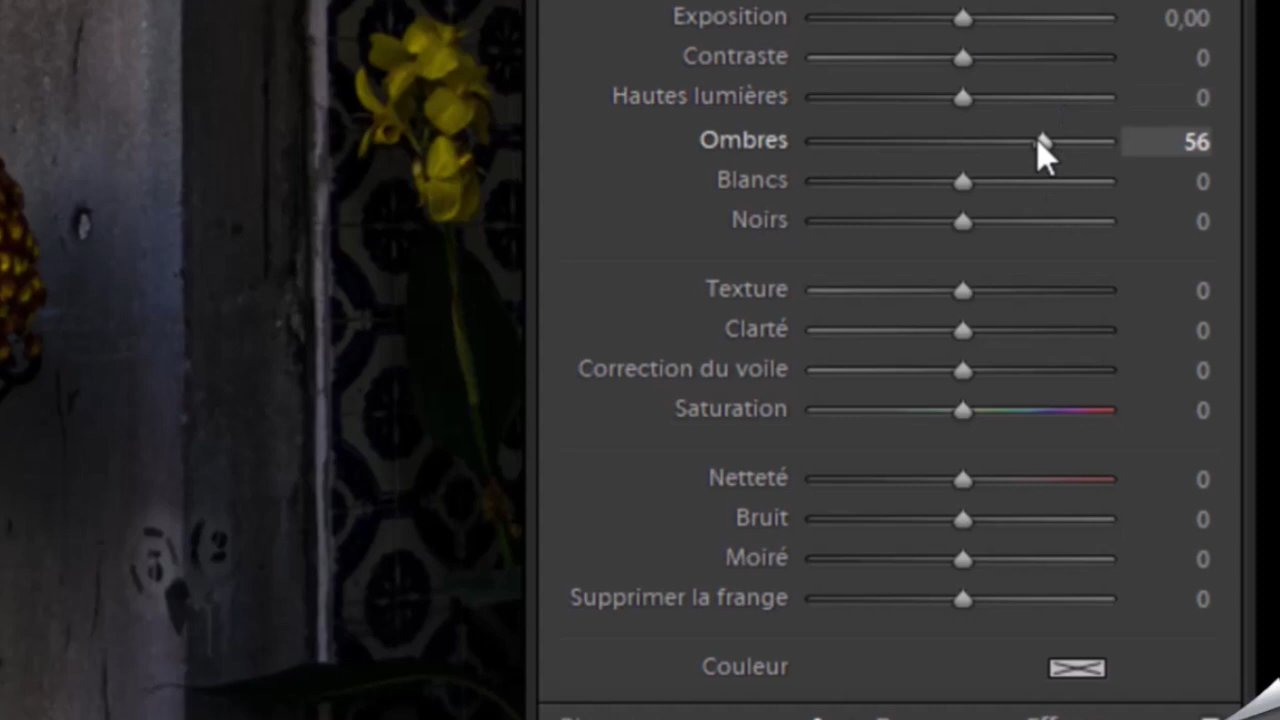 Exposition 0,00
Contraste 0
Hautes lumières 0
Ombres 56
Blancs 0
Noirs 0
Texture 0
Clarté 0
Correction du voile 0
Saturation 0
Netteté 0
Bruit 0
Moiré 0
Supprimer la frange 0
Couleur